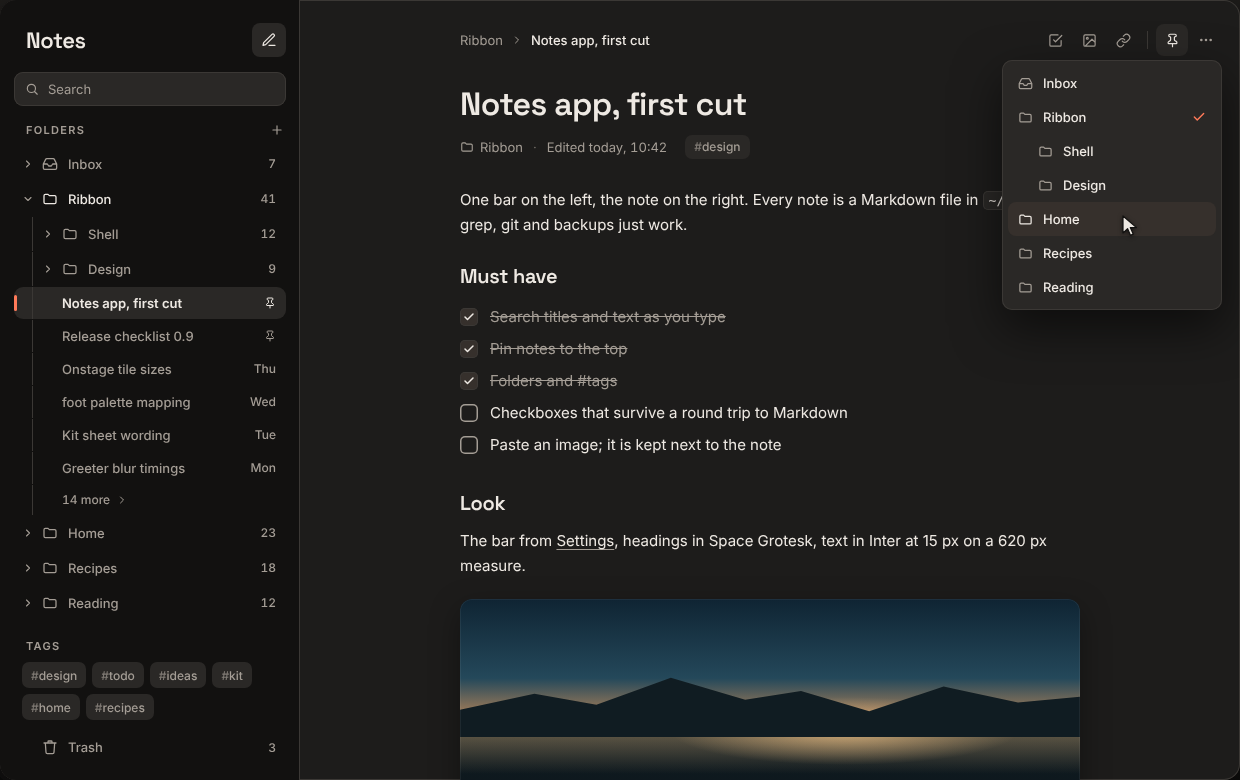 Notes
Search
FOLDERS
Inbox 7
Ribbon 41
Shell 12
Design 9
Notes app, first cut
Release checklist 0.9
Onstage tile sizes Thu
foot palette mapping Wed
Kit sheet wording Tue
Greeter blur timings Mon
14 more
Home 23
Recipes 18
Reading 12
TAGS
#design #todo #ideas #kit
#home #recipes
Trash 3
Ribbon Notes app, first cut
Notes app, first cut
Ribbon · Edited today, 10:42 #design
One bar on the left, the note on the right. Every note is a Markdown file in ~/
grep, git and backups just work.
Must have
Search titles and text as you type
Pin notes to the top
Folders and #tags
Checkboxes that survive a round trip to Markdown
Paste an image; it is kept next to the note
Look
The bar from Settings, headings in Space Grotesk, text in Inter at 15 px on a 620 px
measure.
Inbox
Ribbon
Shell
Design
Home
Recipes
Reading